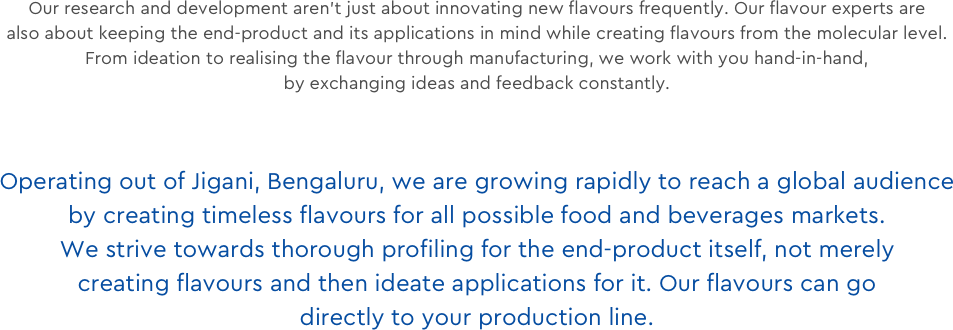 Our research and development aren't just about innovating new flavours frequently. Our flavour experts are
also about keeping the end-product and its applications in mind while creating flavours from the molecular level.
From ideation to realising the flavour through manufacturing, we work with you hand-in-hand,
by exchanging ideas and feedback constantly.
Operating out of Jigani, Bengaluru, we are growing rapidly to reach a global audience
by creating timeless flavours for all possible food and beverages markets.
We strive towards thorough profiling for the end-product itself, not merely
creating flavours and then ideate applications for it. Our flavours can go
directly to your production line.